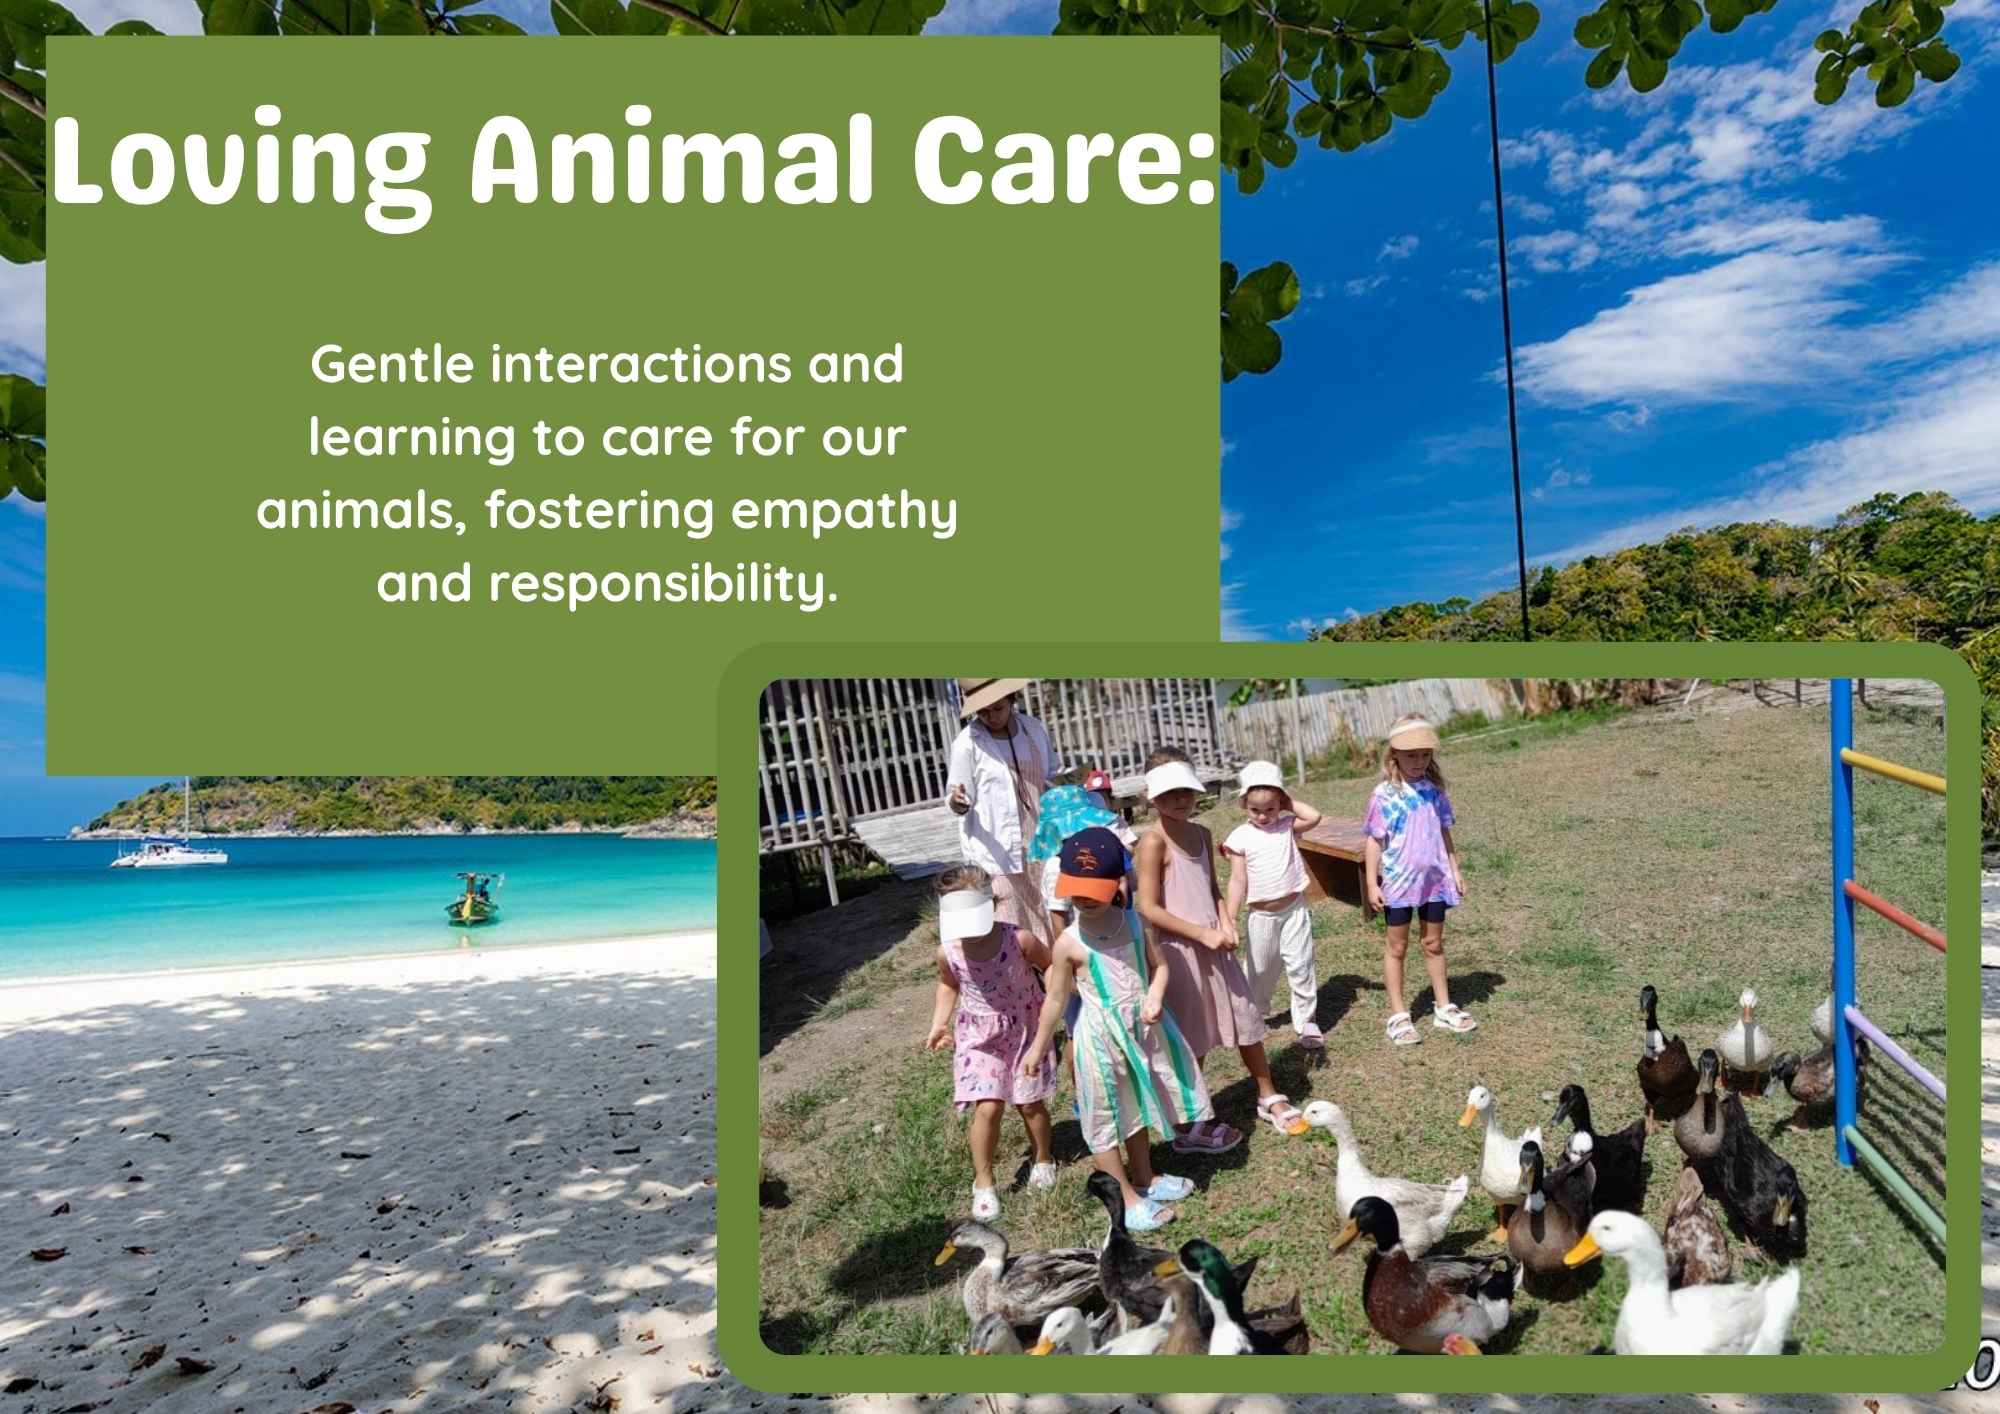 Loving Animal Care:
Gentle interactions and
learning to care for our
animals, fostering empathy
and responsibility.